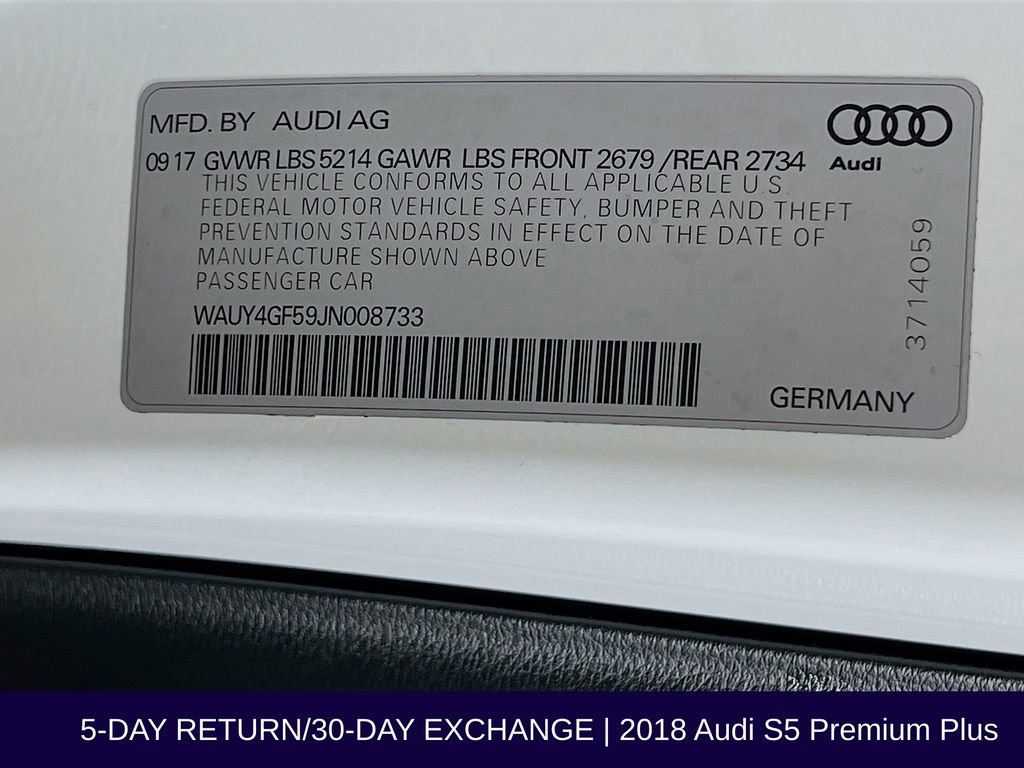 MFD. BY AUDI AG
09 17 GVWR LBS 5214 GAWR LBS FRONT 2679 /REAR 2734
Audi
THIS VEHICLE CONFORMS TO ALL APPLICABLE U.S.
FEDERAL MOTOR VEHICLE SAFETY, BUMPER AND THEFT
PREVENTION STANDARDS IN EFFECT ON THE DATE OF
MANUFACTURE SHOWN ABOVE
PASSENGER CAR
3714059
WAUY4GF59JN008733
GERMANY
5-DAY RETURN/30-DAY EXCHANGE | 2018 Audi S5 Premium Plus